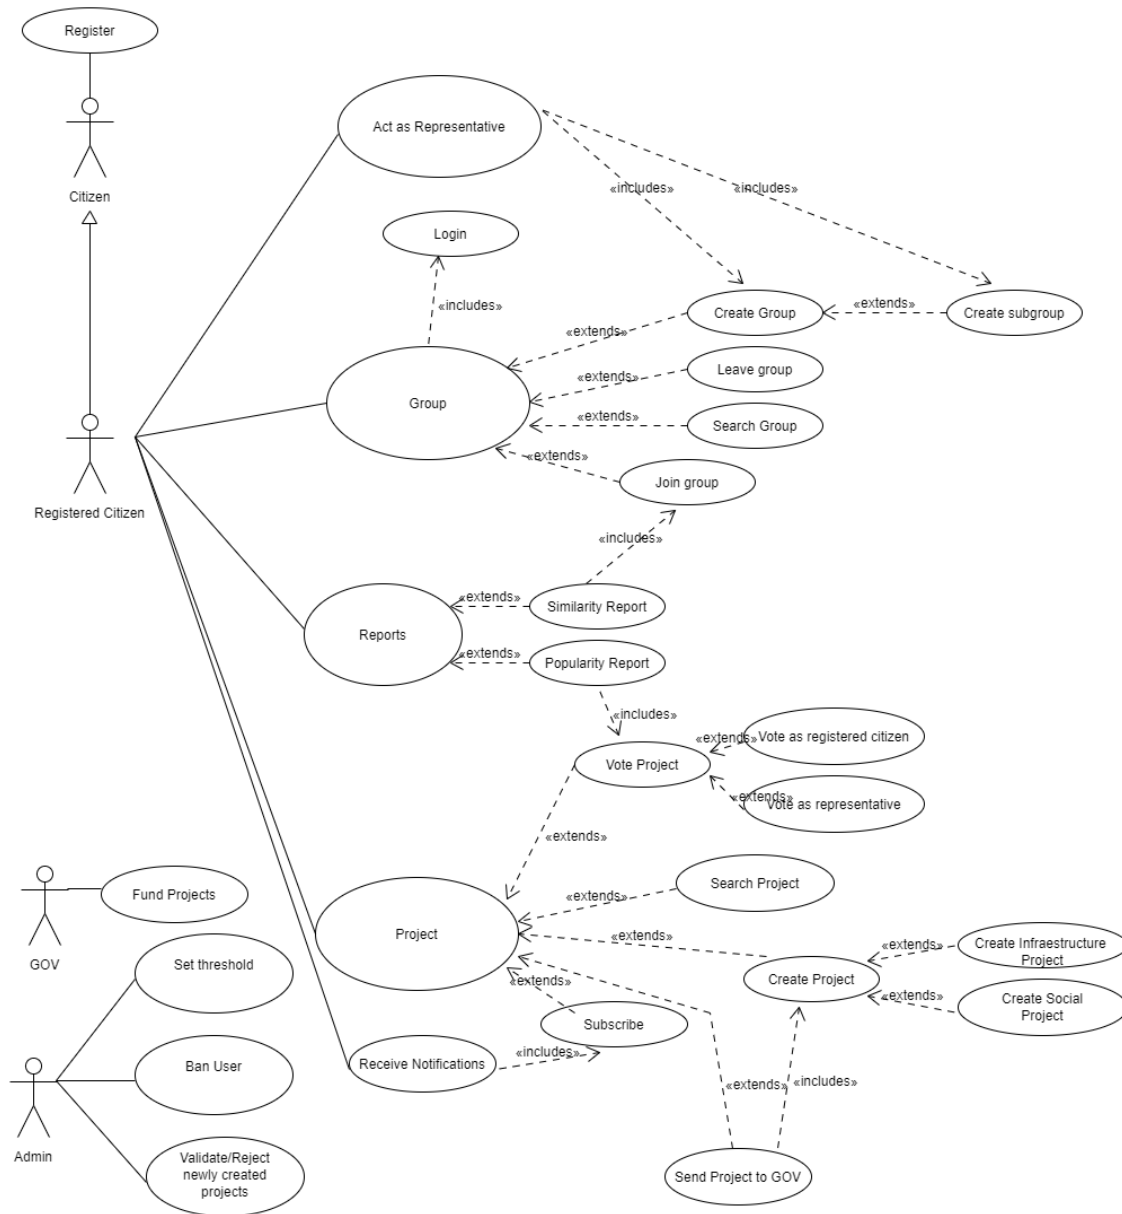 Register
Act as Representative
Citizen
«includes»
«includes»
Login
«includes»
Create Group
«extends»
Create subgroup
«extends»
Leave group
«extends»
Group
Search Group
«extends»
«extends»
Join group
Registered Citizen
«includes»
«extends»
Similarity Report
Reports
«extends»
Popularity Report
«includes»
Vote as registered citizen
«extends»
Vote Project
«extends»
Vote as representative
«extends»
Search Project
Fund Projects
«extends»
Project
«extends»
GOV
Set threshold
Create Infraestructure
Project
«extends»
Create Project
«extends»
Create Social
Project
«extends»
Subscribe
«includes»
Receive Notifications
Ban User
«extends»
«includes»
Admin
Validate/Reject
newly created
projects
Send Project to GOV